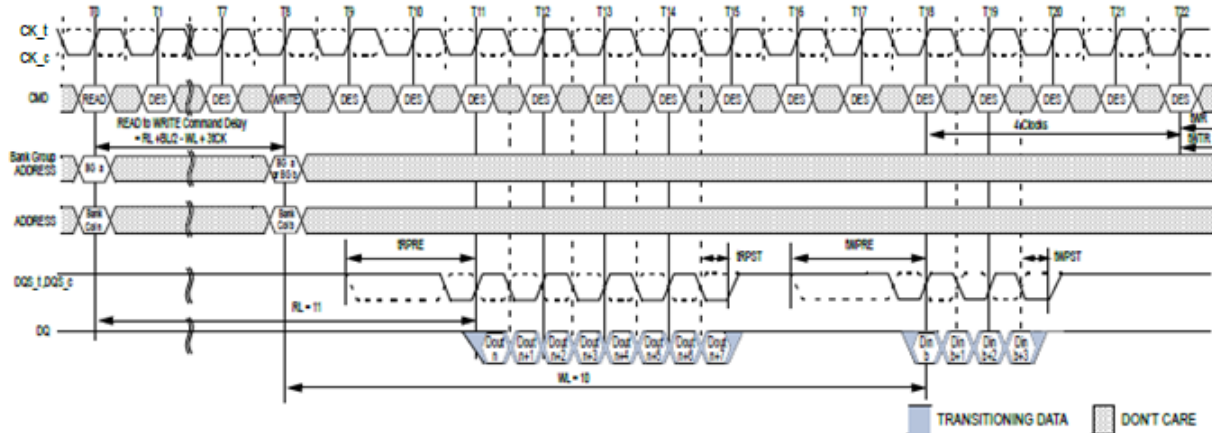 T0 T1 T7 T8 T9 T10 T11 T12 T13 T14 T15 T16 T17 T18 T19 T20 T21 T22
CK_t
CK_c
CMD READ DES DES WRITE DES DES DES DES DES DES DES DES DES DES DES DES DES DES
READ to WRITE Command Delay
= RL +BL/2 - WL + 3tCK
4 Clocks
tWR
tWTR
Bank Group
ADDRESS
BG a
BG a
or BG b
ADDRESS
Bank
Col n
Bank
Col b
tRPRE tRPST tWPRE tWPST
DQS_t,DQS_c
RL = 11
DQ
Dout Dout Dout Dout Dout Dout Dout Dout Din Din Din Din
n n+1 n+2 n+3 n+4 n+5 n+6 n+7 b b+1 b+2 b+3
WL = 10
TRANSITIONING DATA DON'T CARE